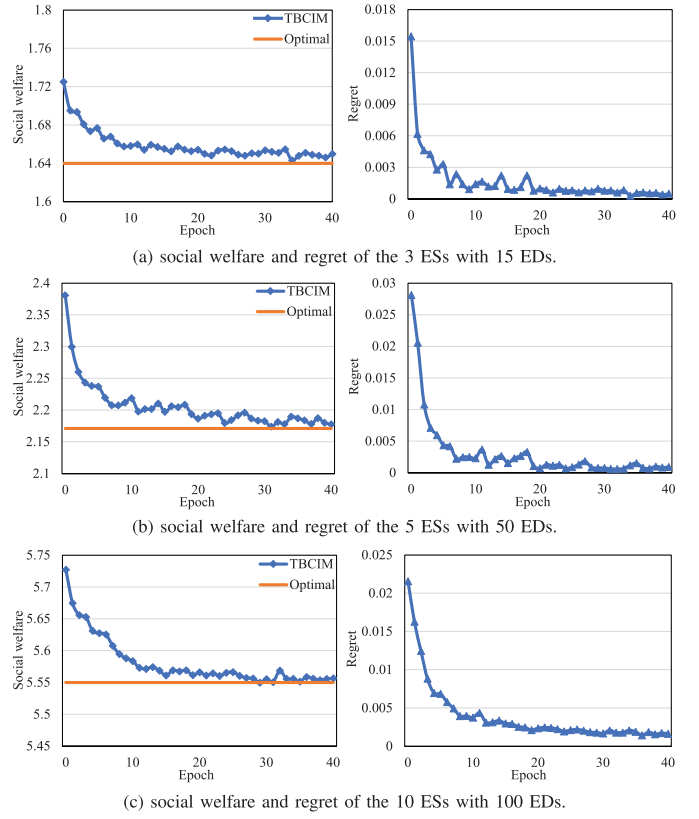 1.8
1.76
1.72
1.68
1.64
1.6
Social welfare
TBCIM
Optimal
0 10 20 30 40
Epoch
0.018
0.015
0.012
0.009
0.006
0.003
0
Regret
0 10 20 30 40
Epoch
(a) social welfare and regret of the 3 ESs with 15 EDs.
2.4
2.35
2.3
2.25
2.2
2.15
2.1
Social welfare
TBCIM
Optimal
0 10 20 30 40
Epoch
0.03
0.025
0.02
0.015
0.01
0.005
0
Regret
0 10 20 30 40
Epoch
(b) social welfare and regret of the 5 ESs with 50 EDs.
5.75
5.7
5.65
5.6
5.55
5.5
5.45
Social welfare
TBCIM
Optimal
0 10 20 30 40
Epoch
0.025
0.02
0.015
0.01
0.005
0
Regret
0 10 20 30 40
Epoch
(c) social welfare and regret of the 10 ESs with 100 EDs.